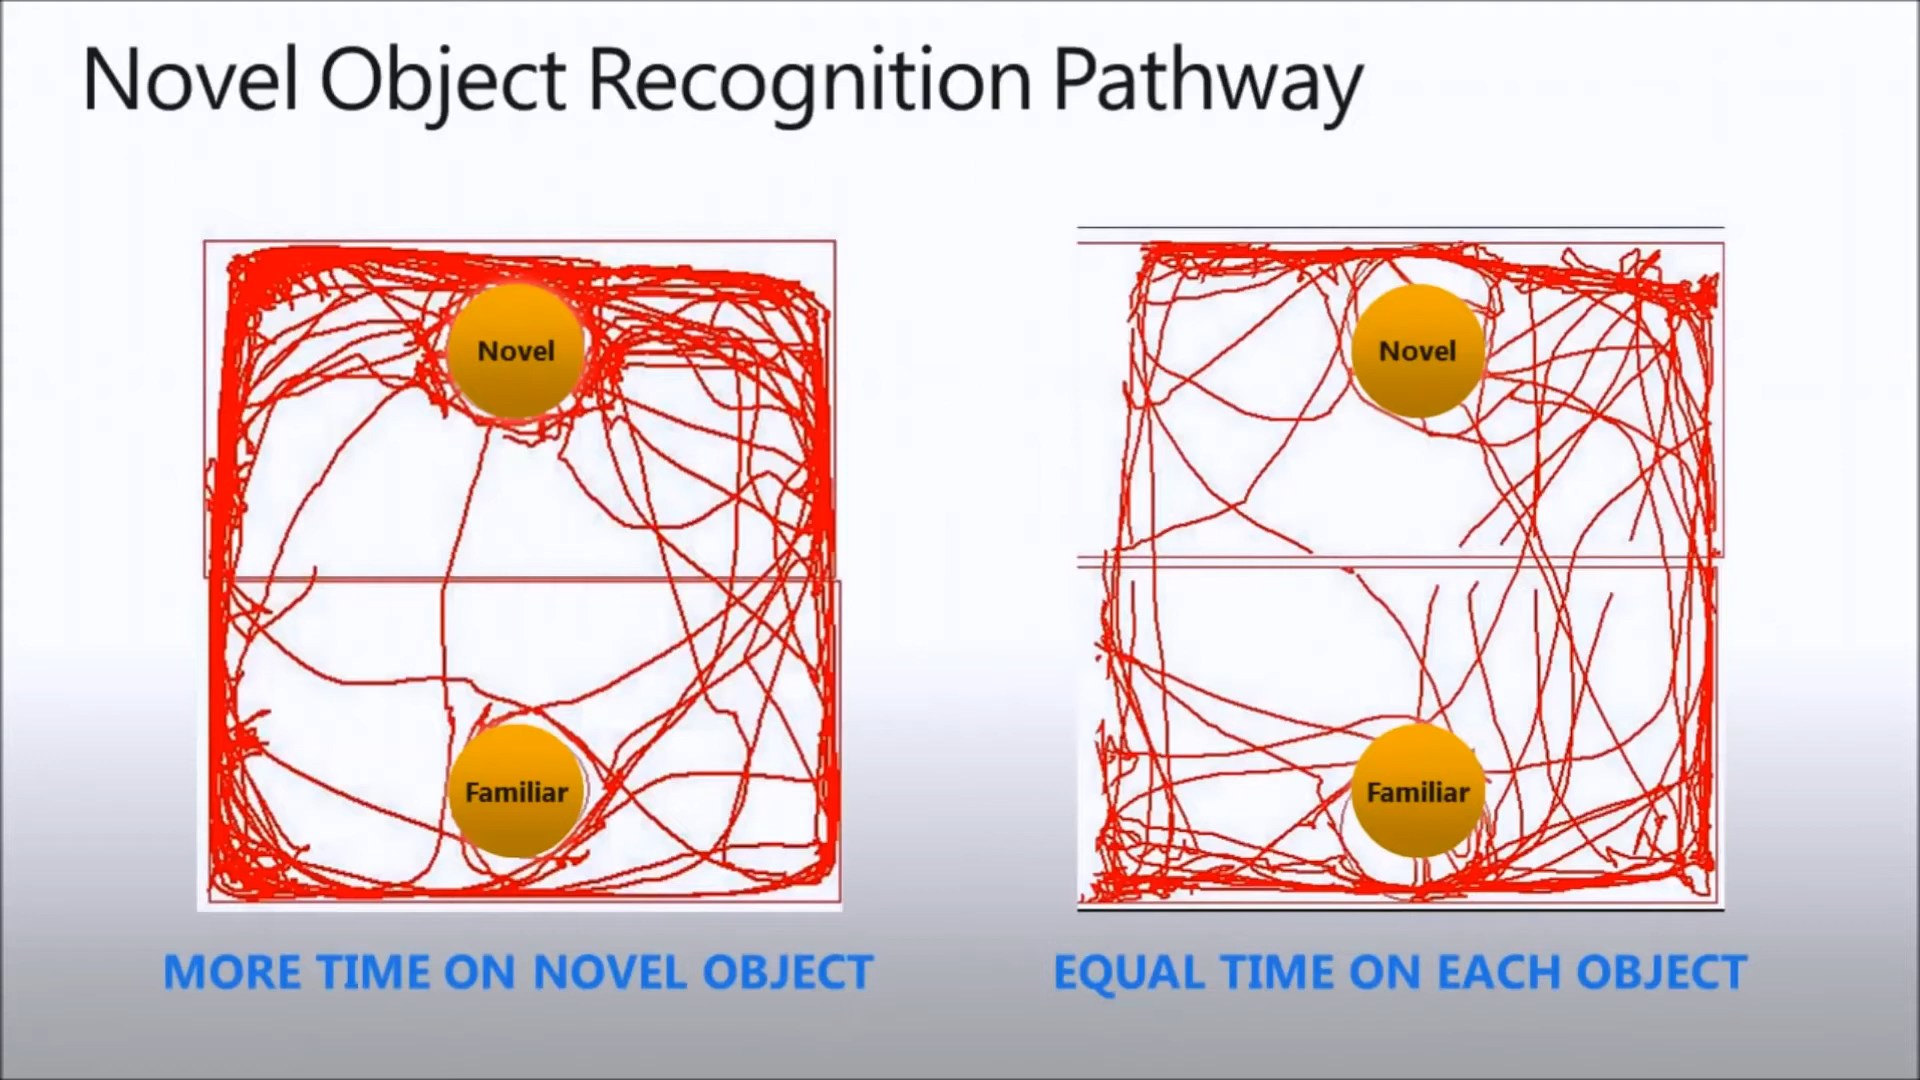 Novel Object Recognition Pathway
Novel
Novel
Familiar
Familiar
MORE TIME ON NOVEL OBJECT
EQUAL TIME ON EACH OBJECT